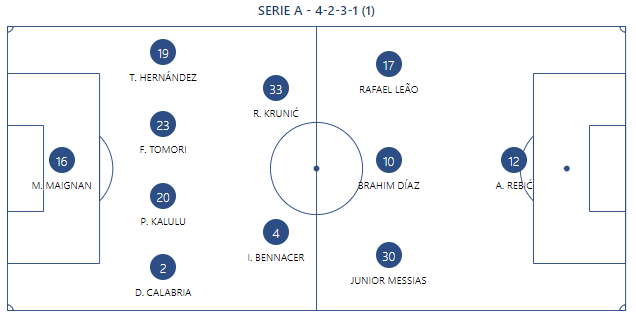 SERIE A - 4-2-3-1 (1)
19
T. HERNÁNDEZ
17
RAFAEL LEÃO
33
R. KRUNIĆ
23
F. TOMORI
16
M. MAIGNAN
10
BRAHIM DÍAZ
12
A. REBIĆ
20
P. KALULU
4
I. BENNACER
30
JUNIOR MESSIAS
2
D. CALABRIA